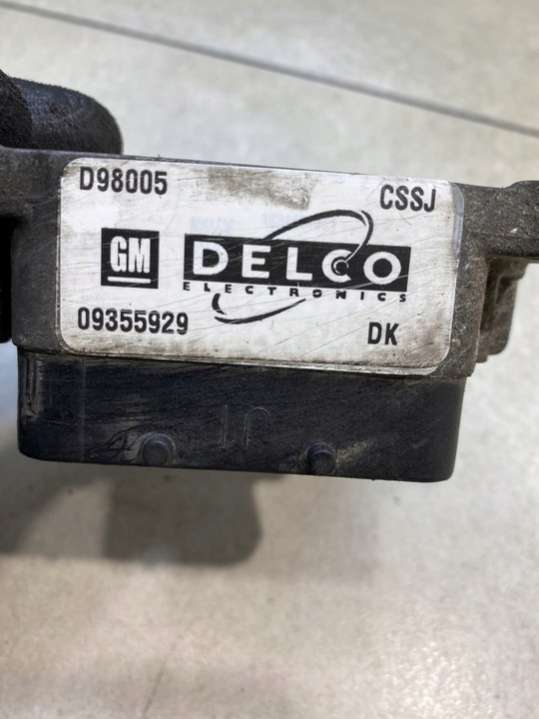 D98005 CSSJ
GM DELCO
ELECTRONICS
09355929 DK